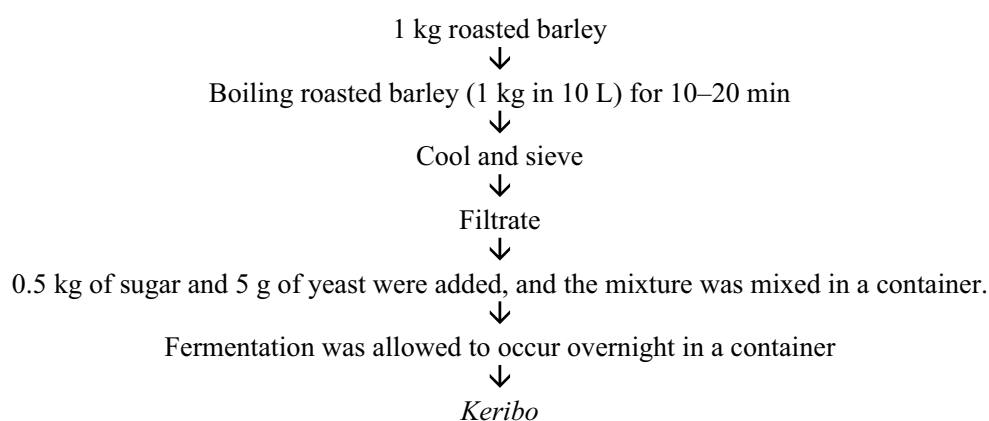 1 kg roasted barley
Boiling roasted barley (1 kg in 10 L) for 10–20 min
Cool and sieve
Filtrate
0.5 kg of sugar and 5 g of yeast were added, and the mixture was mixed in a container.
Fermentation was allowed to occur overnight in a container
Keribo